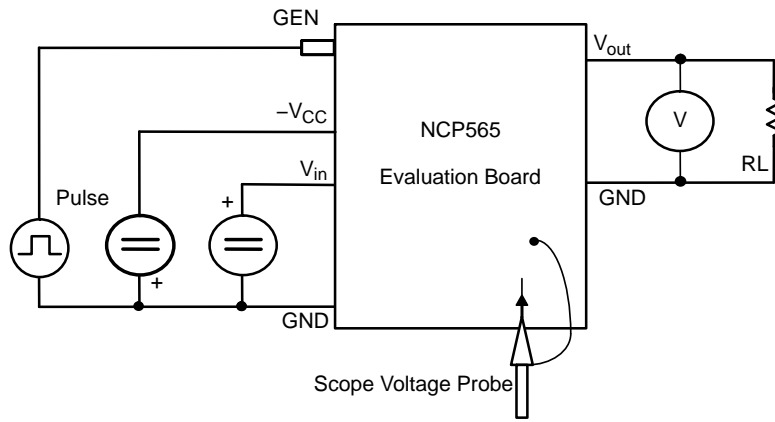 GEN
V_out
–V_CC
NCP565
V
V_in
Evaluation Board
RL
Pulse
+
GND
+
GND
Scope Voltage Probe